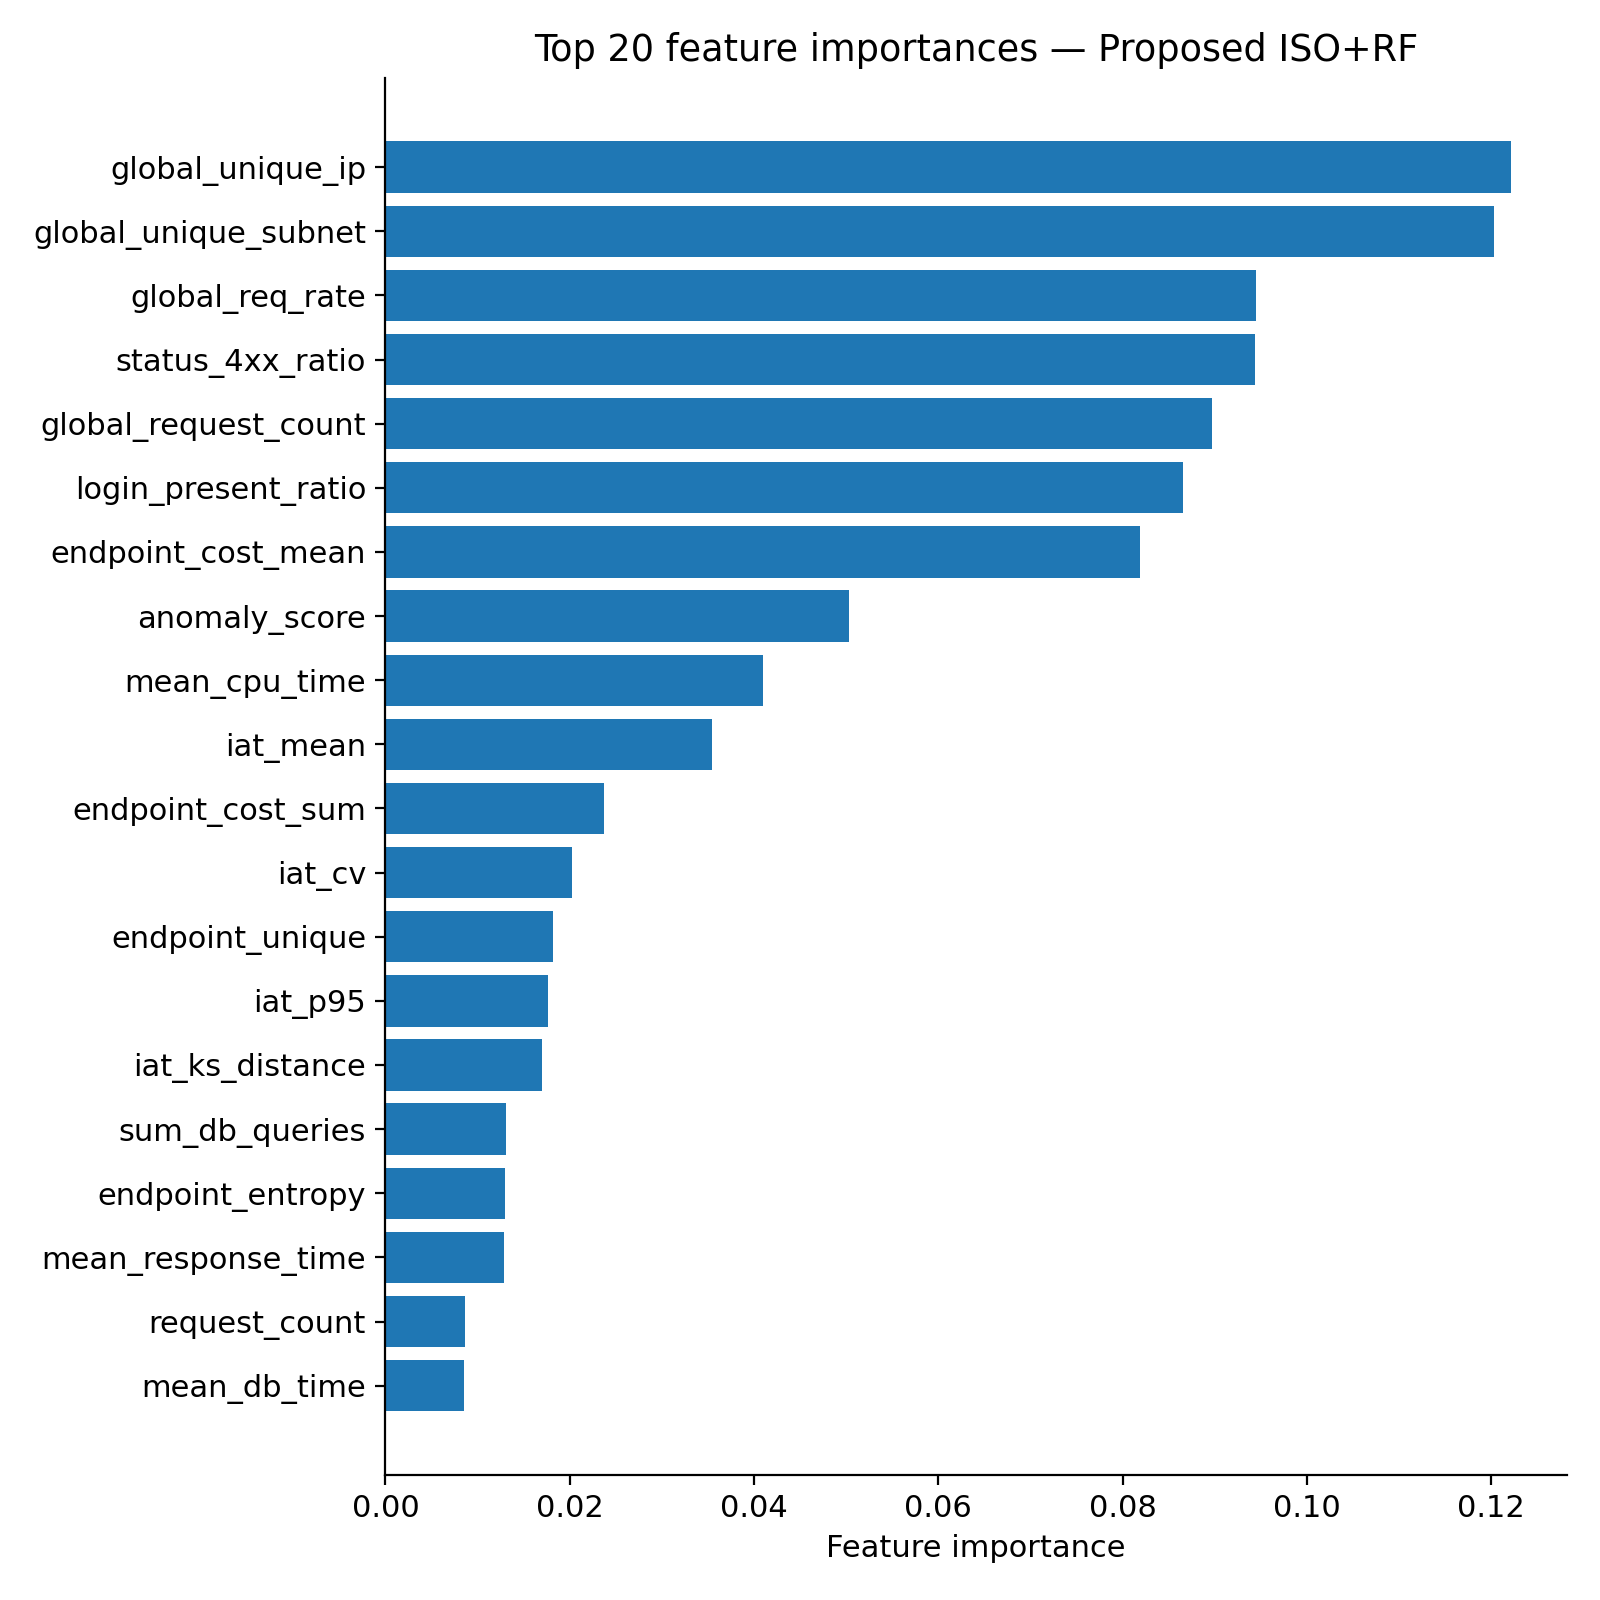 Top 20 feature importances — Proposed ISO+RF
global_unique_ip
global_unique_subnet
global_req_rate
status_4xx_ratio
global_request_count
login_present_ratio
endpoint_cost_mean
anomaly_score
mean_cpu_time
iat_mean
endpoint_cost_sum
iat_cv
endpoint_unique
iat_p95
iat_ks_distance
sum_db_queries
endpoint_entropy
mean_response_time
request_count
mean_db_time
0.00 0.02 0.04 0.06 0.08 0.10 0.12
Feature importance